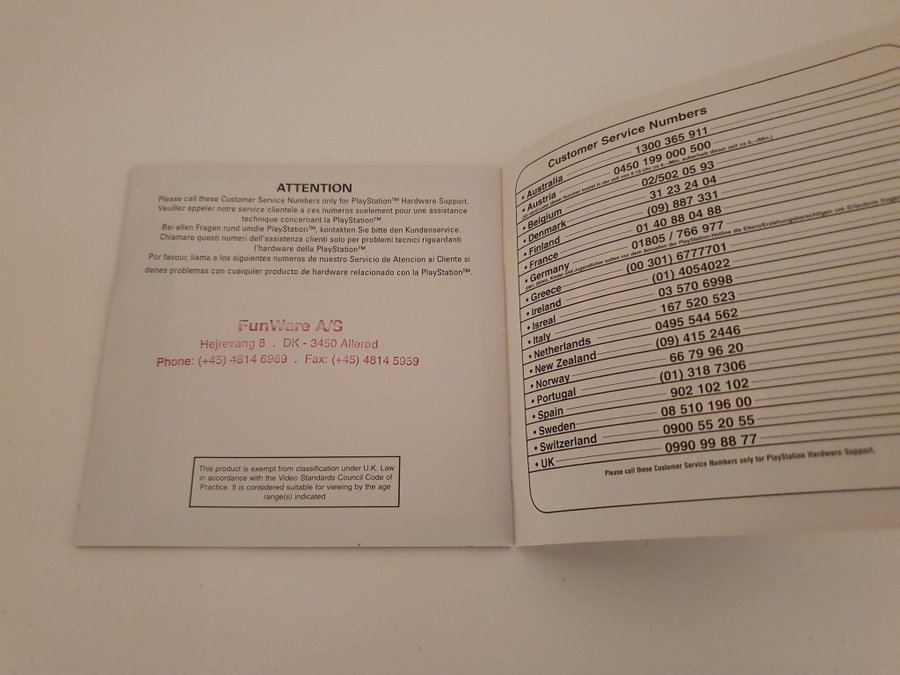 ATTENTION
Please call these Customer Service Numbers only for PlayStation™ Hardware Support.
Veuillez appeler notre service clientele a ces numeros suelement pour une assistance
technique concernant la PlayStation™.
Bei allen Fragen rund umdie PlayStation™, kontakten Sie bitte den Kundenservice.
Chiamare questi numeri dell'assistenza clienti solo per problemi tecnici riguardanti
l'hardware della PlayStation™.
Por favour, liama a los siguientes numeros de nuestro Servicio de Atencion ai Cliente si
denes problemas con cualquier producto de hardware relacionado con la PlayStation™.
FunWare A/S
Hejrevang 8 . DK - 3450 Allerød
Phone: (+45) 4814 6969 . Fax: (+45) 4814 5959
This product is exempt from classification under U.K. Law
in accordance with the Video Standards Council Code of
Practice. It is considered suitable for viewing by the age
range(s) indicated
Customer Service Numbers
• Australia 1300 365 911
• Austria 0450 199 000 500
• Belgium 02/502 05 93
• Denmark 31 23 24 04
• Finland (09) 887 331
• France 01 40 88 04 88
• Germany 01805 / 766 977
• Greece (00 301) 6777701
• Ireland (01) 4054022
• Isreal 03 570 6998
• Italy 167 520 523
• Netherlands 0495 544 562
• New Zealand (09) 415 2446
• Norway 66 79 96 20
• Portugal (01) 318 7306
• Spain 902 102 102
• Sweden 08 510 196 00
• Switzerland 0900 55 20 55
• UK 0990 99 88 77
Please call these Customer Service Numbers only for PlayStation Hardware Support.